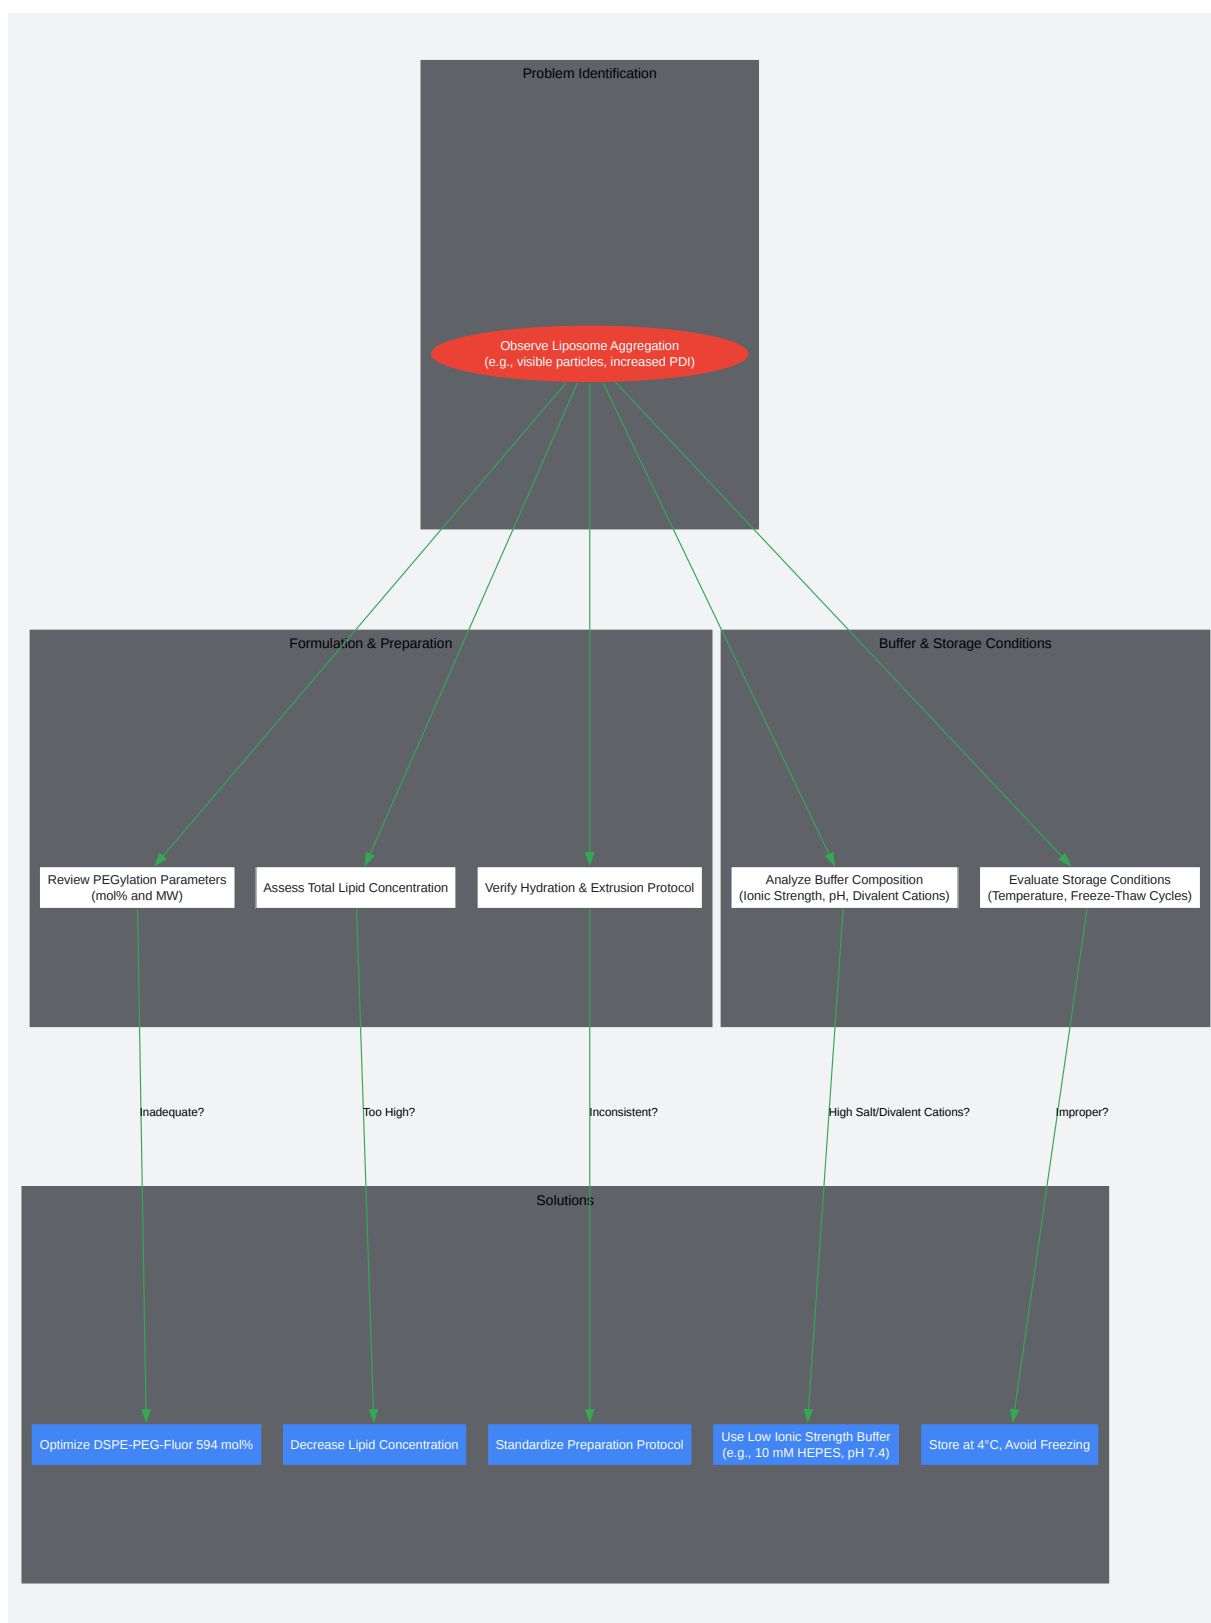 Problem Identification
Observe Liposome Aggregation
(e.g., visible particles, increased PDI)
Formulation & Preparation
Buffer & Storage Conditions
Review PEGylation Parameters
(mol% and MW)
Assess Total Lipid Concentration
Verify Hydration & Extrusion Protocol
Analyze Buffer Composition
(Ionic Strength, pH, Divalent Cations)
Evaluate Storage Conditions
(Temperature, Freeze-Thaw Cycles)
Inadequate?
Too High?
Inconsistent?
High Salt/Divalent Cations?
Improper?
Solutions
Optimize DSPE-PEG-Fluor 594 mol%
Decrease Lipid Concentration
Standardize Preparation Protocol
Use Low Ionic Strength Buffer
(e.g., 10 mM HEPES, pH 7.4)
Store at 4°C, Avoid Freezing